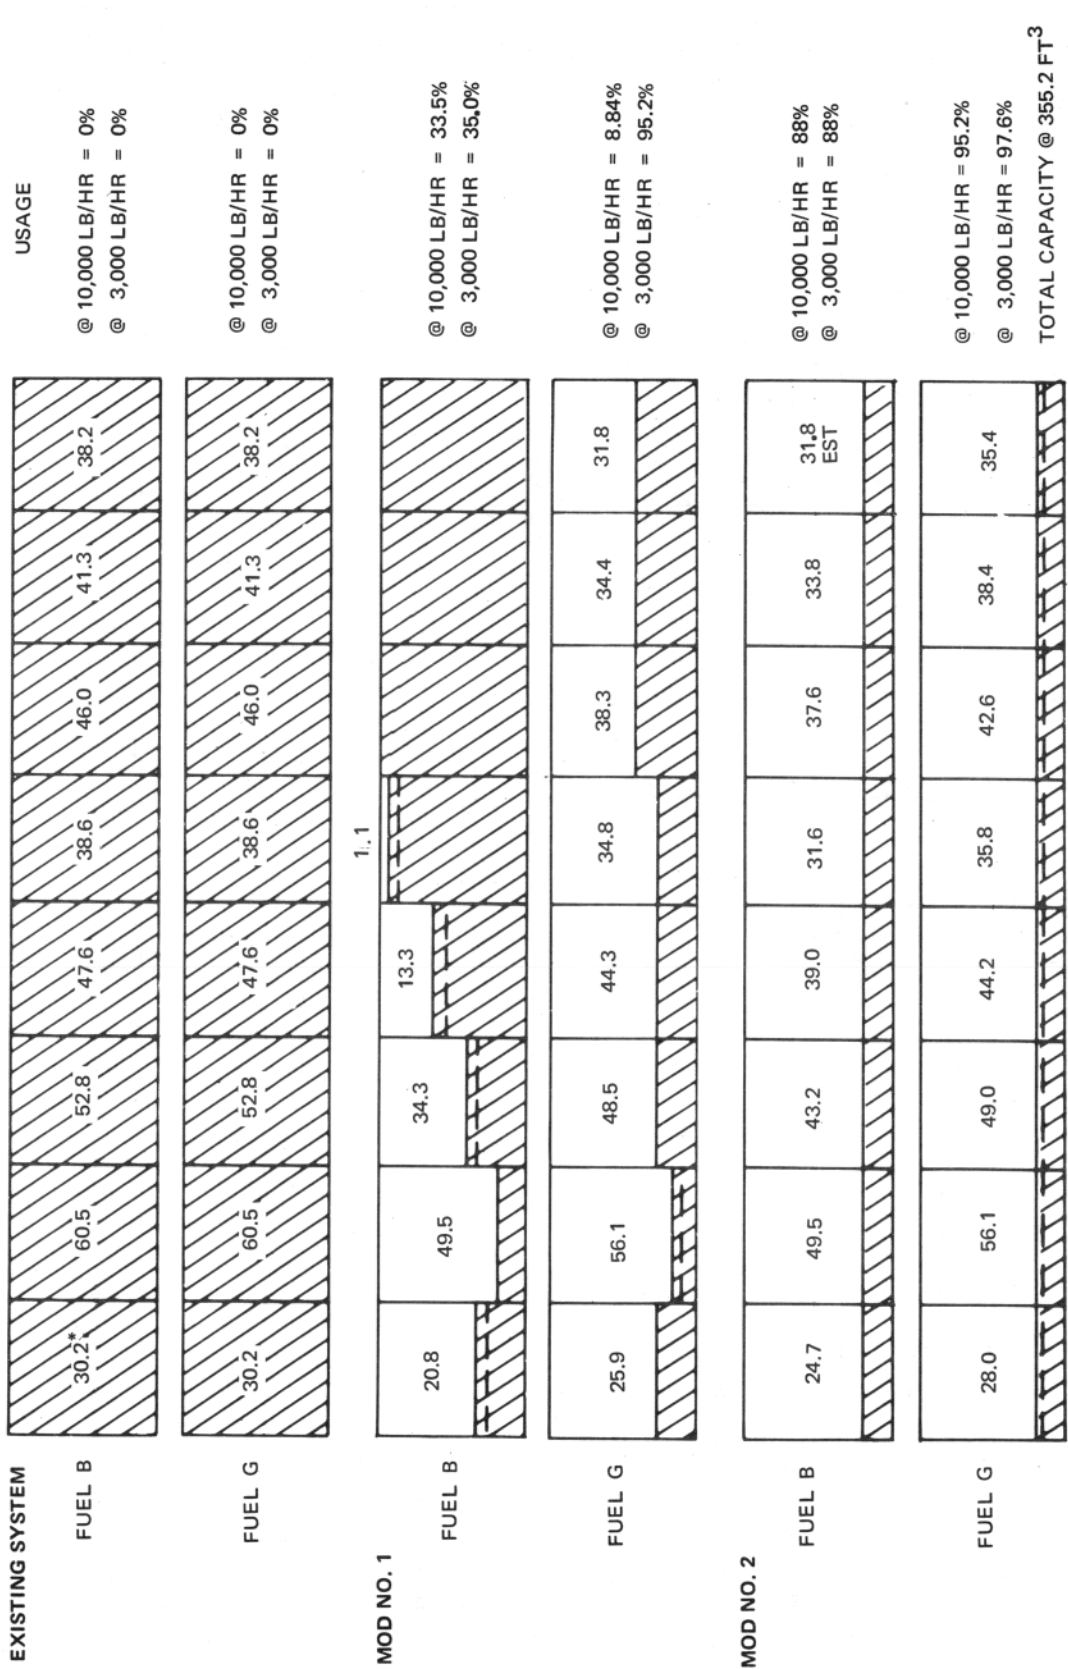 USAGE
EXISTING SYSTEM
FUEL B
30.2* 60.5 52.8 47.6 38.6 46.0 41.3 38.2
@ 10,000 LB/HR = 0%
@ 3,000 LB/HR = 0%
FUEL G
30.2 60.5 52.8 47.6 38.6 46.0 41.3 38.2
@ 10,000 LB/HR = 0%
@ 3,000 LB/HR = 0%
MOD NO. 1
1.1
FUEL B
20.8 49.5 34.3 13.3
@ 10,000 LB/HR = 33.5%
@ 3,000 LB/HR = 35.0%
FUEL G
25.9 56.1 48.5 44.3 34.8 38.3 34.4 31.8
@ 10,000 LB/HR = 8.84%
@ 3,000 LB/HR = 95.2%
MOD NO. 2
FUEL B
24.7 49.5 43.2 39.0 31.6 37.6 33.8 31.8
EST
@ 10,000 LB/HR = 88%
@ 3,000 LB/HR = 88%
FUEL G
28.0 56.1 49.0 44.2 35.8 42.6 38.4 35.4
@ 10,000 LB/HR = 95.2%
@ 3,000 LB/HR = 97.6%
TOTAL CAPACITY @ 355.2 FT3